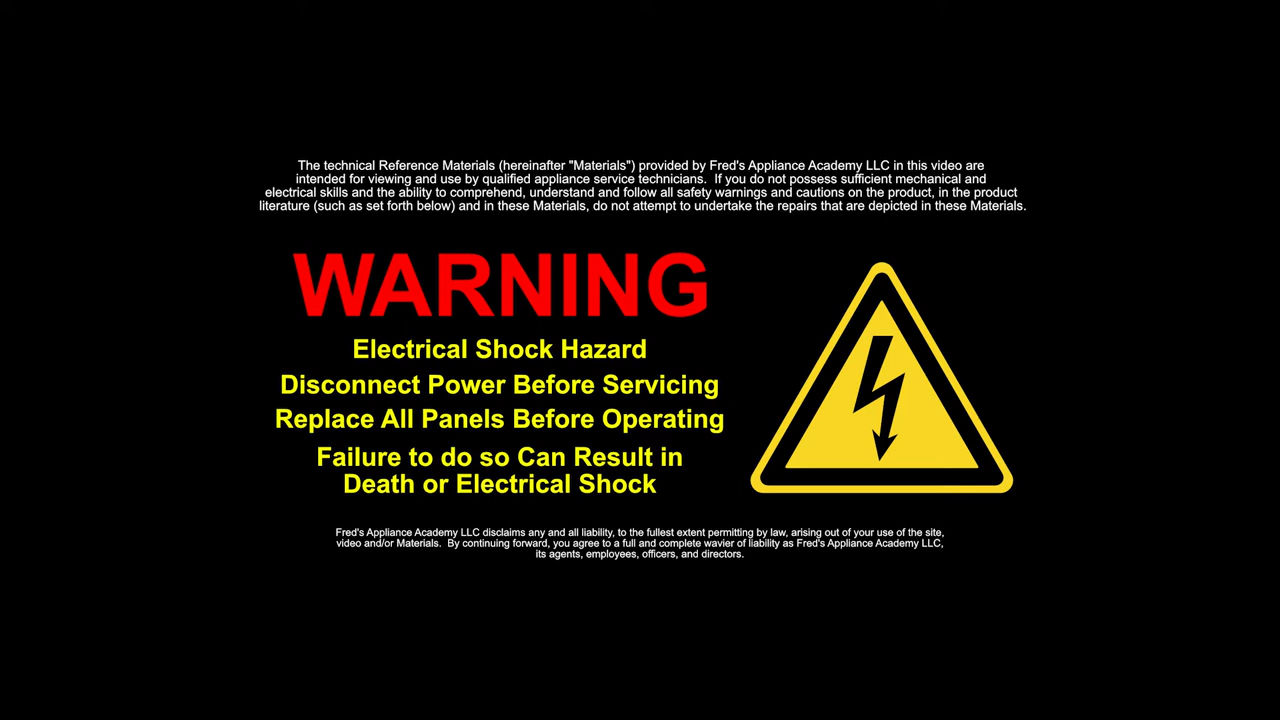 The technical Reference Materials (hereinafter "Materials") provided by Fred's Appliance Academy LLC in this video are
intended for viewing and use by qualified appliance service technicians.  If you do not possess sufficient mechanical and
electrical skills and the ability to comprehend, understand and follow all safety warnings and cautions on the product, in the product
literature (such as set forth below) and in these Materials, do not attempt to undertake the repairs that are depicted in these Materials.
WARNING
Electrical Shock Hazard
Disconnect Power Before Servicing
Replace All Panels Before Operating
Failure to do so Can Result in
Death or Electrical Shock
Fred's Appliance Academy LLC disclaims any and all liability, to the fullest extent permitting by law, arising out of your use of the site,
video and/or Materials.  By continuing forward, you agree to a full and complete wavier of liability as Fred's Appliance Academy LLC,
its agents, employees, officers, and directors.